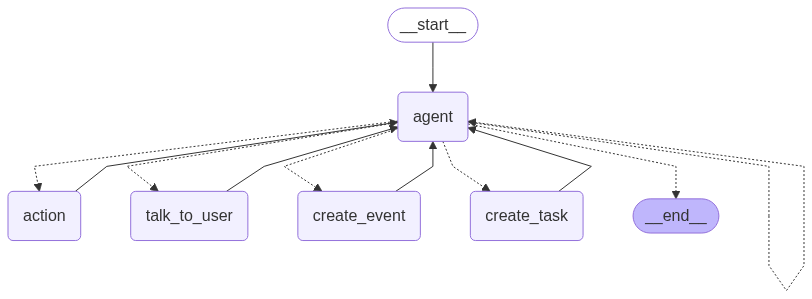 __start__
agent
action
talk_to_user
create_event
create_task
__end__